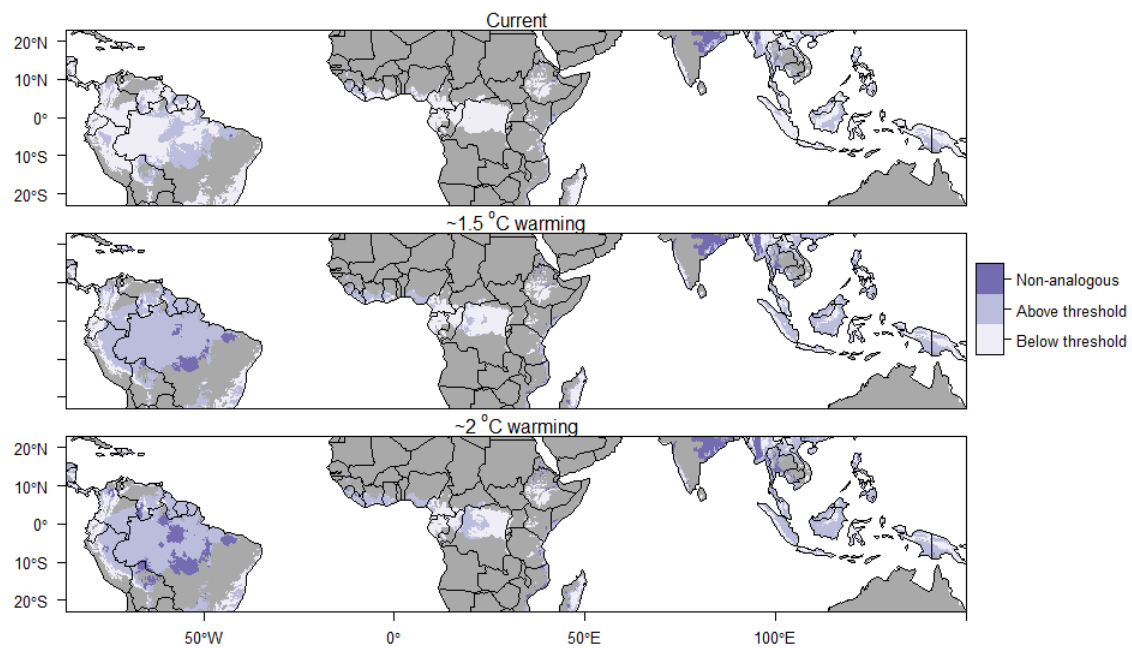 Current
20°N
10°N
0°
10°S
20°S
~1.5 °C warming
Non-analogous
Above threshold
Below threshold
~2 °C warming
20°N
10°N
0°
10°S
20°S
50°W
0°
50°E
100°E